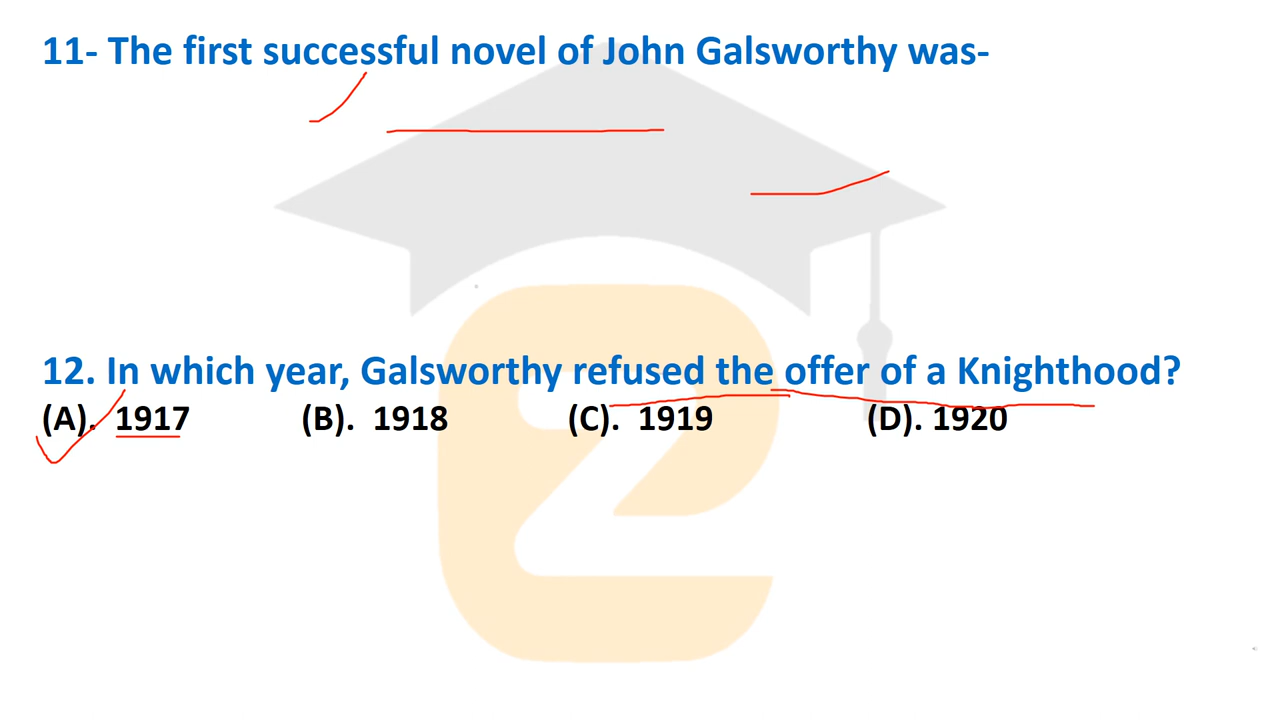 11- The first successful novel of John Galsworthy was-
12. In which year, Galsworthy refused the offer of a Knighthood?
(A). 1917 (B). 1918 (C). 1919 (D). 1920